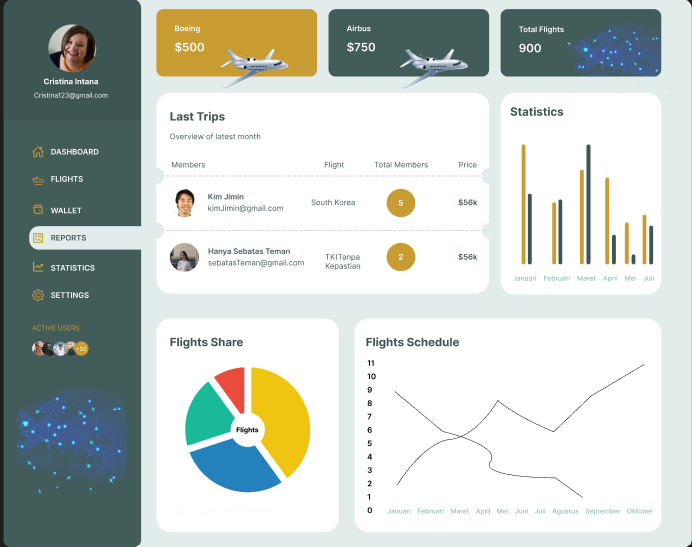 Cristina Intana
Cristina123@gmail.com
DASHBOARD
FLIGHTS
WALLET
REPORTS
STATISTICS
SETTINGS
ACTIVE USERS
+50
Boeing
$500
Airbus
$750
Total Flights
900
Last Trips
Overview of latest month
Members Flight Total Members Price
Kim Jimin
kimJimin@gmail.com
South Korea
5
$56k
Hanya Sebatas Teman
sebatasTeman@gmail.com
TKITanpa
Kepastian
2
$56k
Statistics
Januari Februari Maret April Mei Juli
Flights Share
Flights
Flights Schedule
11
10
9
8
7
6
5
4
3
2
1
0
Januari Februari Maret April Mei Juni Juli Agustus September Oktober